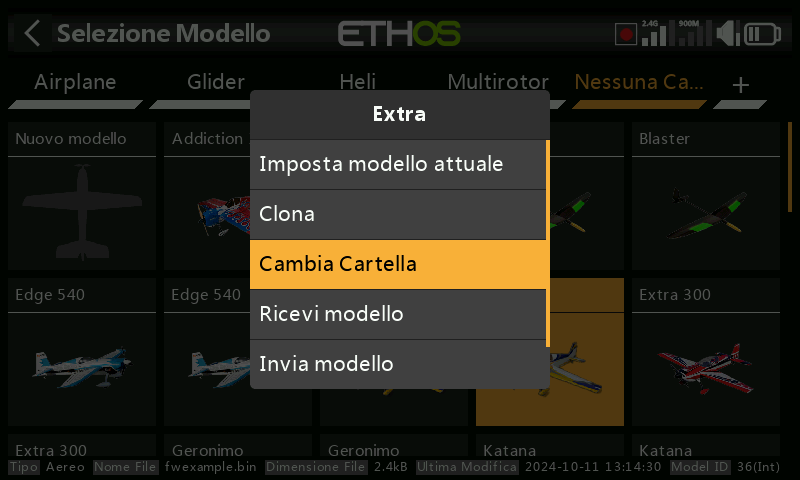 Selezione Modello
ETHOS
2.4G
900M
Airplane
Glider
Heli
Multirotor
Nessuna Ca...
+
Extra
Imposta modello attuale
Clona
Cambia Cartella
Ricevi modello
Invia modello
Nuovo modello
Addiction
Blaster
Edge 540
Edge 540
Extra 300
Extra 300
Geronimo
Geronimo
Katana
Katana
Tipo Aereo Nome File fwexample.bin Dimensione File 2.4kB Ultima Modifica 2024-10-11 13:14:30 Model ID 36(Int)